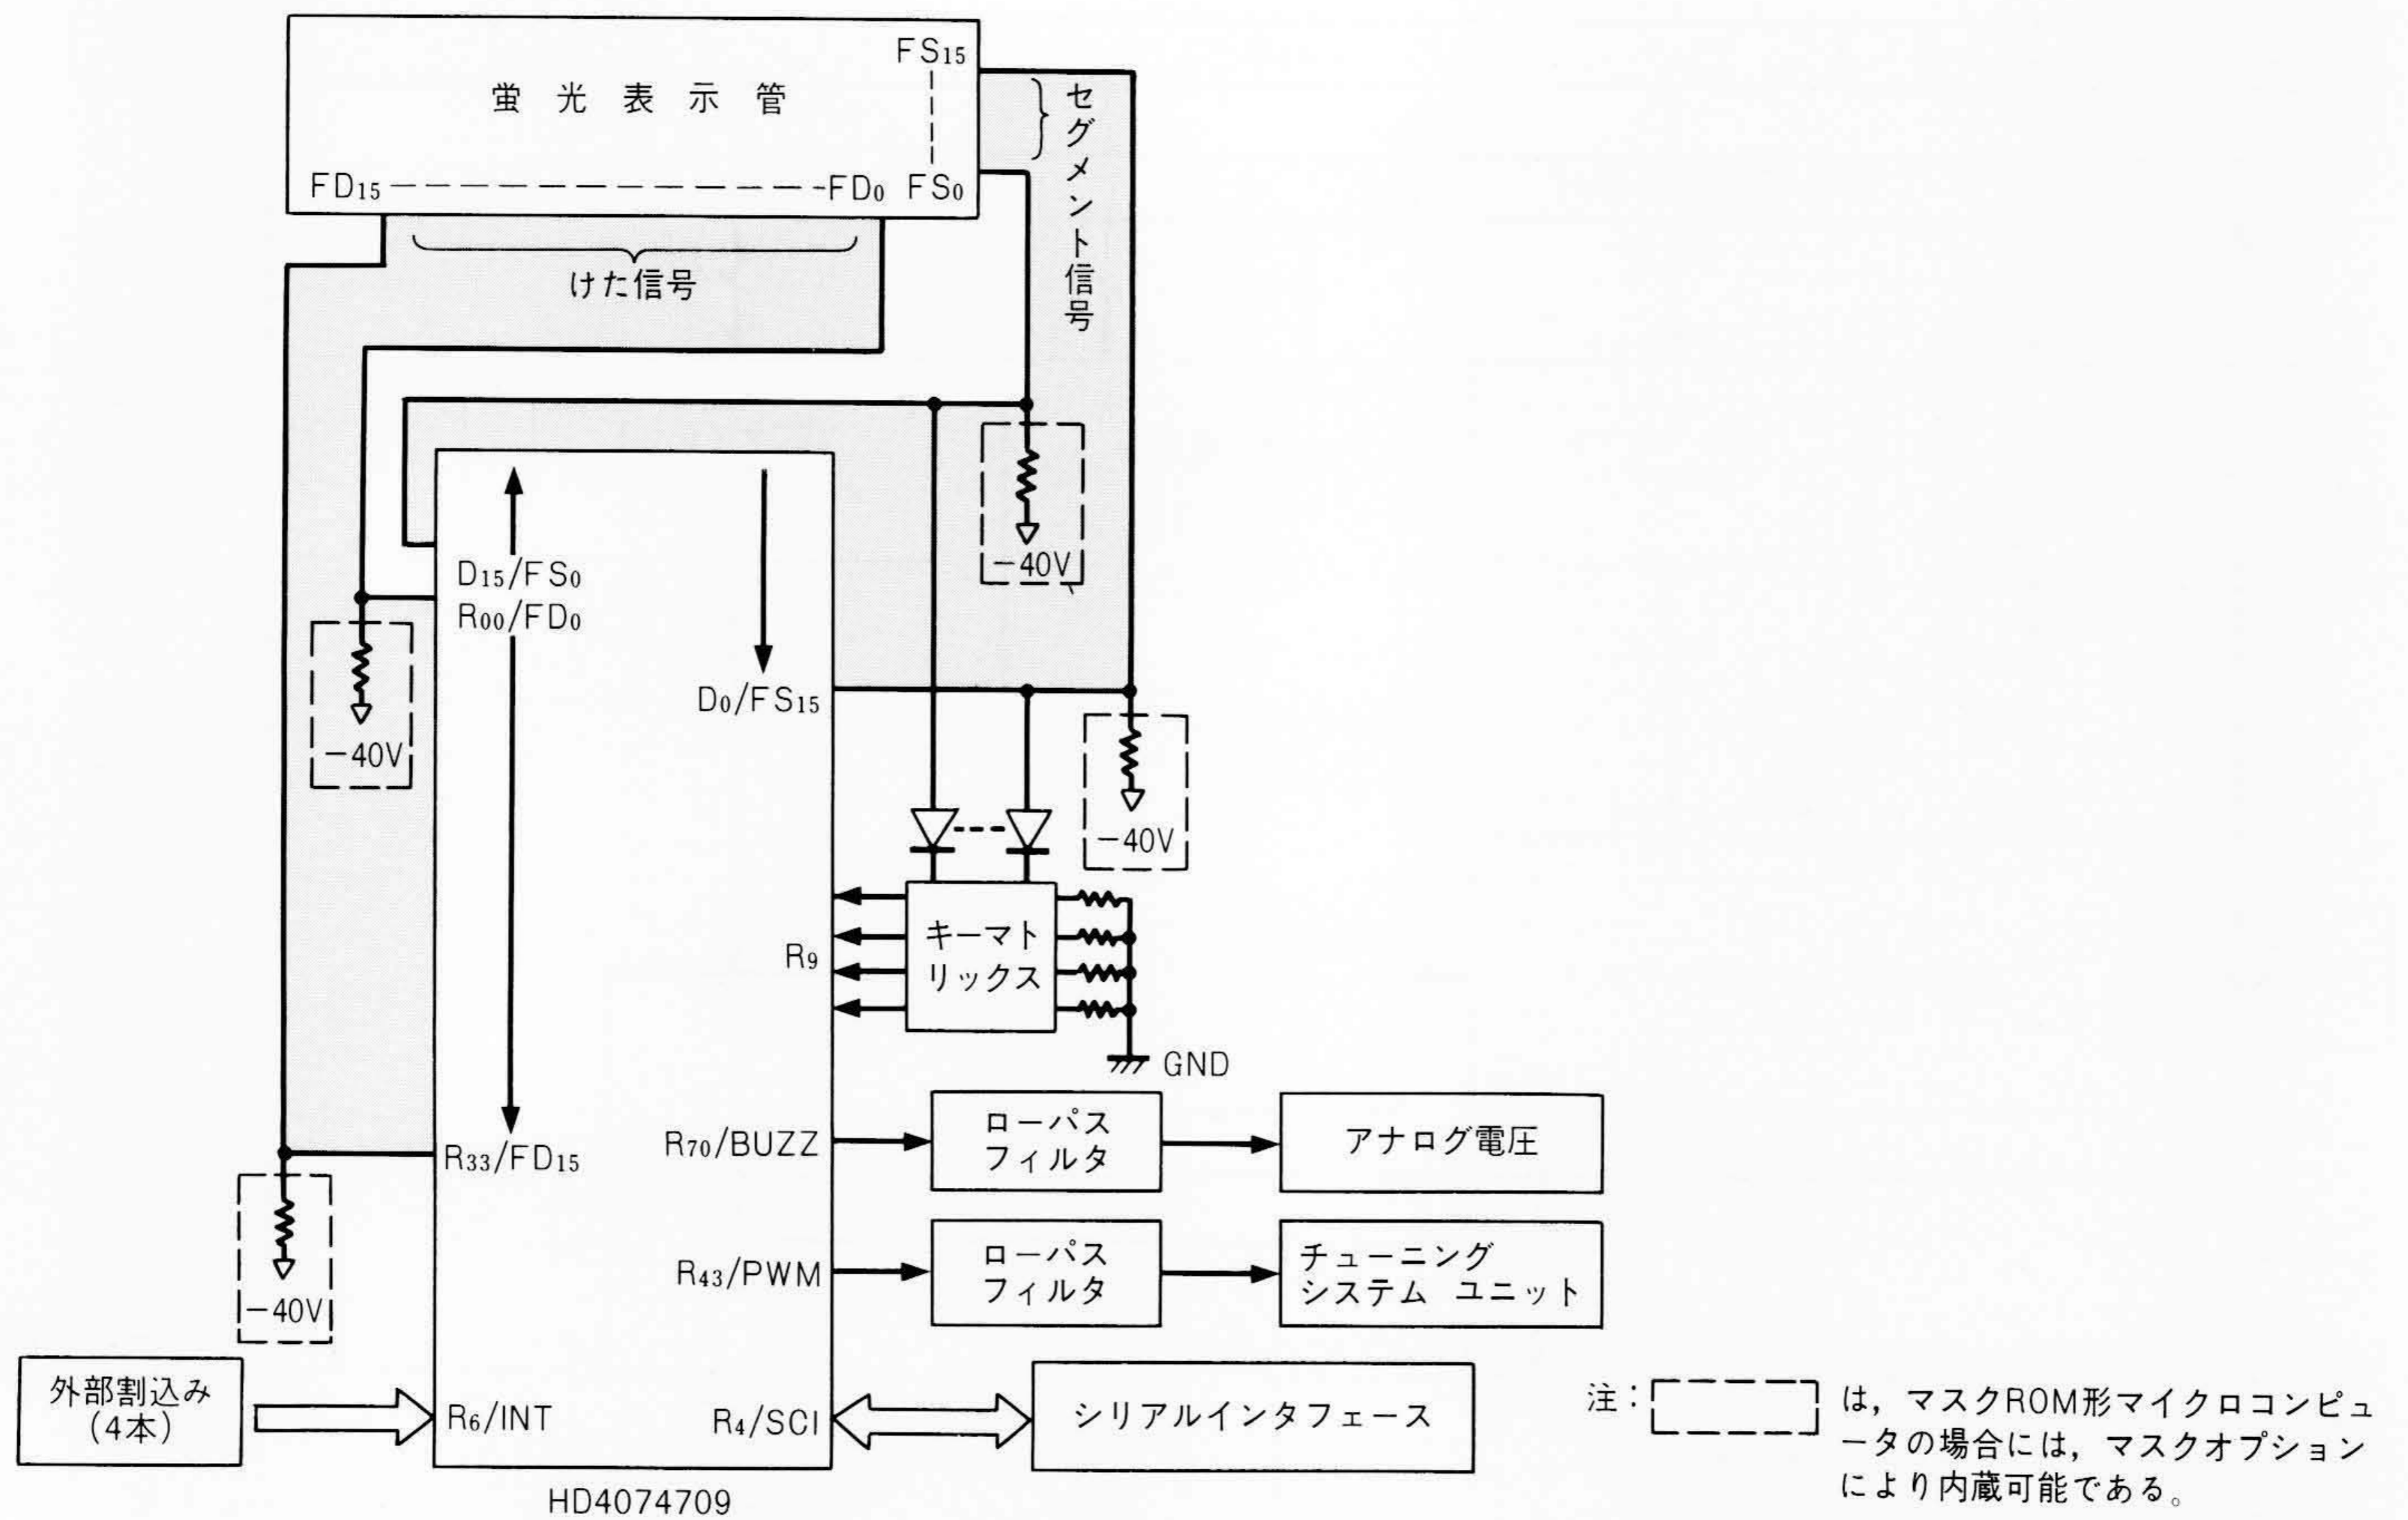 FS15
蛍光表示管
FD15 FD0 FS0
セグメント信号
けた信号
D15/FS0
R00/FD0
-40V
-40V
D0/FS15
-40V
キーマト
リックス
R9
GND
R33/FD15
-40V
R70/BUZZ
ローパス
フィルタ
アナログ電圧
R43/PWM
ローパス
フィルタ
チューニング
システム ユニット
外部割込み
(4本)
R6/INT
R4/SCI
シリアルインタフェース
HD4074709
注: は,マスクROM形マイクロコンピュ
ータの場合には,マスクオプション
により内蔵可能である。